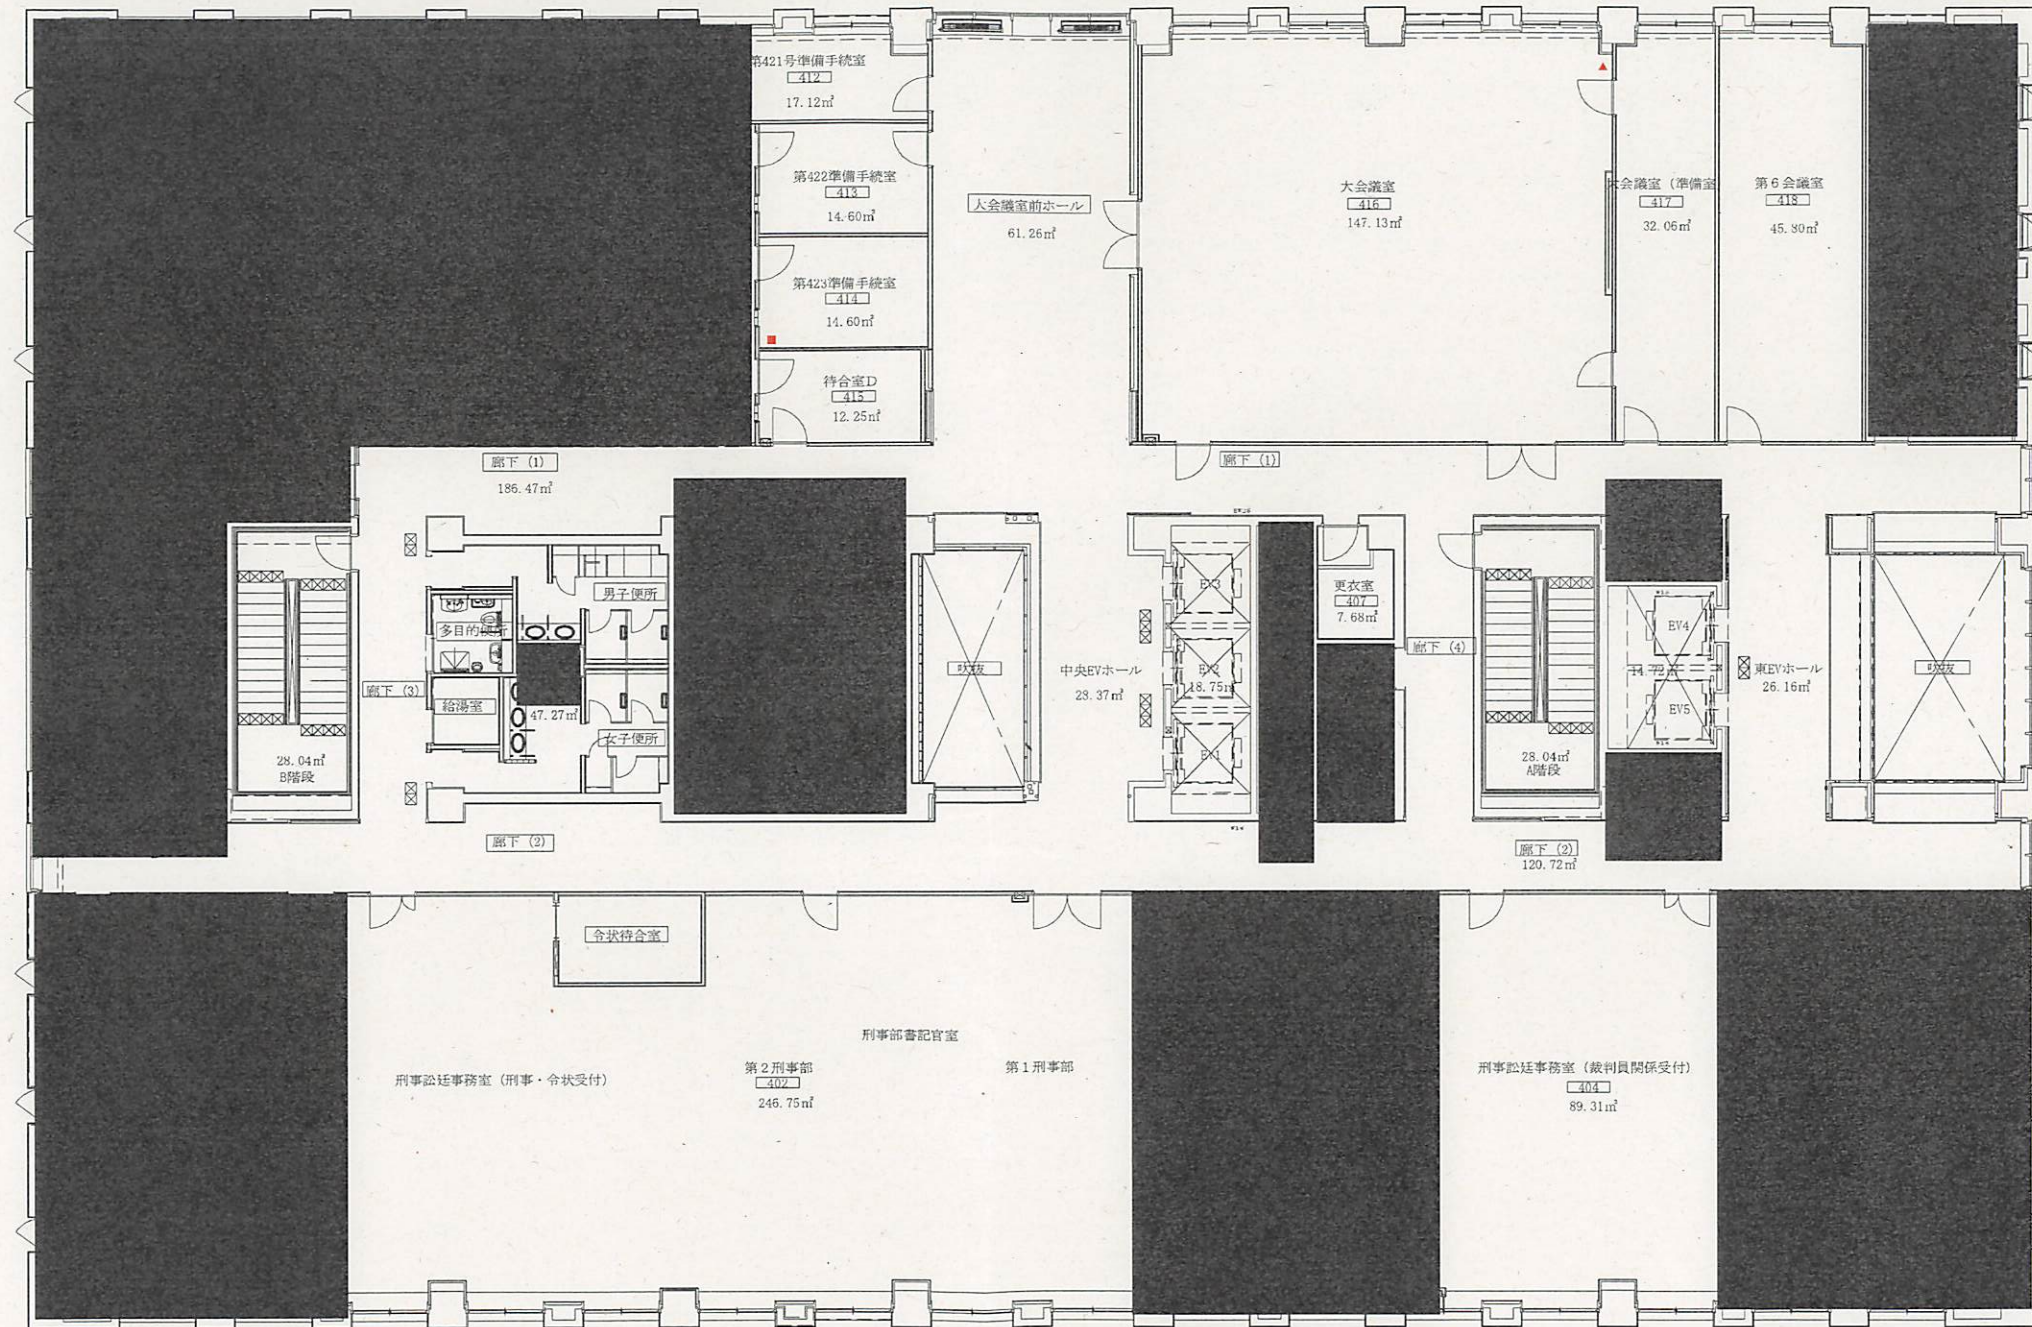 第421号準備手続室
412
17.12㎡
第422準備手続室
413
14.60㎡
第423準備手続室
414
14.60㎡
待合室D
415
12.25㎡
大会議室前ホール
61.26㎡
大会議室
416
147.13㎡
大会議室（準備室
417
32.06㎡
第6会議室
418
45.80㎡
廊下（1）
186.47㎡
廊下（1）
男子便所
多目的便所
廊下（3）
給湯室
47.27㎡
女子便所
28.04㎡
B階段
吹抜
中央EVホール
28.37㎡
EV3
EV2
18.75㎡
EV1
更衣室
407
7.68㎡
廊下（4）
28.04㎡
A階段
EV4
14.72㎡
EV5
東EVホール
26.16㎡
吹抜
廊下（2）
廊下（2）
120.72㎡
令状待合室
刑事部書記官室
刑事訟廷事務室（刑事・令状受付）
第2刑事部
402
246.75㎡
第1刑事部
刑事訟廷事務室（裁判員関係受付）
404
89.31㎡